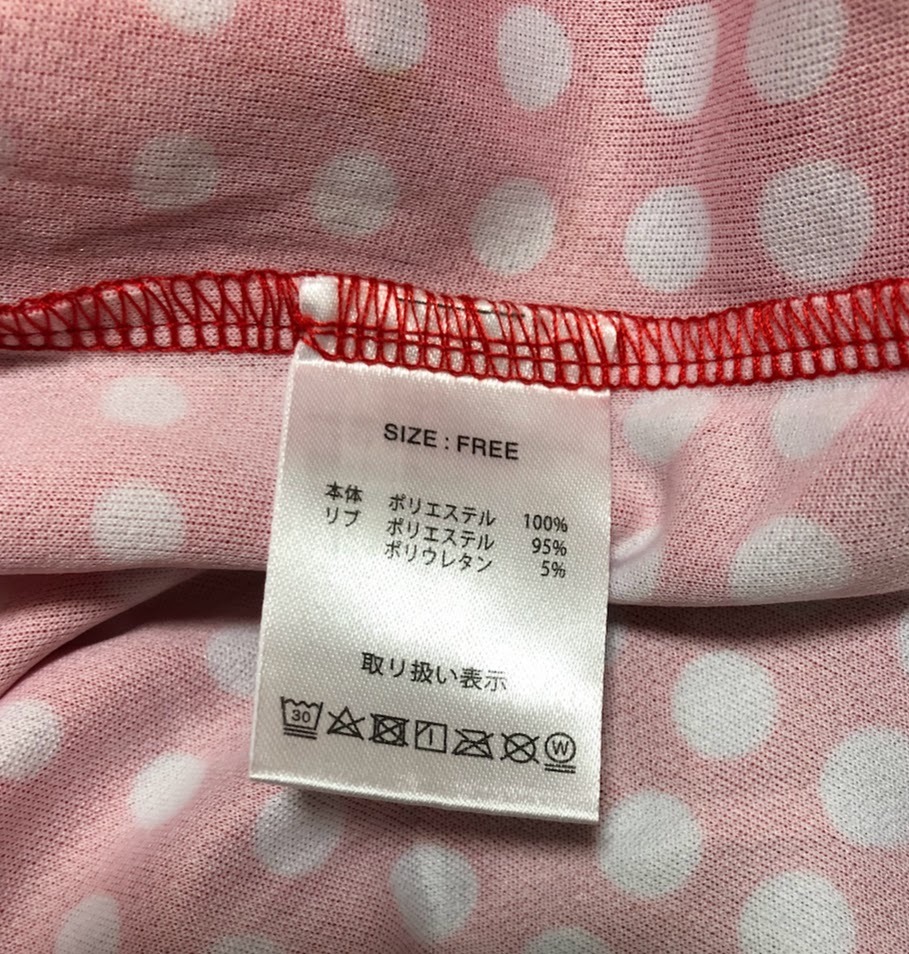 SIZE : FREE
本体 ポリエステル 100%
リブ ポリエステル 95%
ポリウレタン 5%
取り扱い表示
30 W